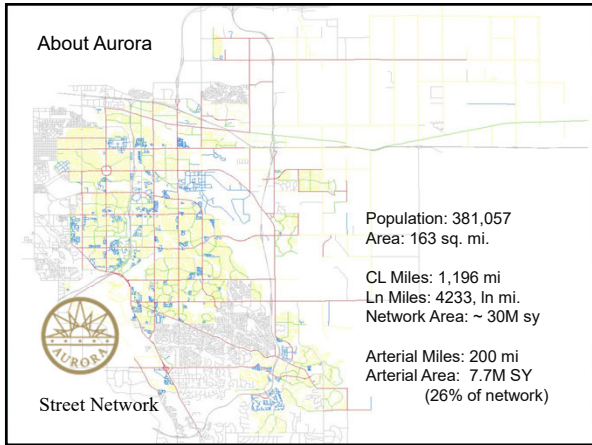 About Aurora
Population: 381,057
Area: 163 sq. mi.
CL Miles: 1,196 mi
Ln Miles: 4233, ln mi.
Network Area: ~ 30M sy
Arterial Miles: 200 mi
Arterial Area: 7.7M SY
(26% of network)
AURORA
Street Network